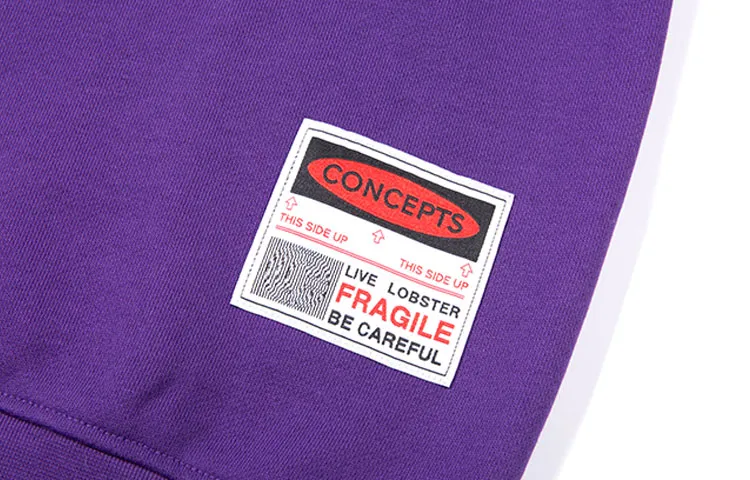 CONCEPTS
THIS SIDE UP
THIS SIDE UP
LIVE LOBSTER
FRAGILE
BE CAREFUL